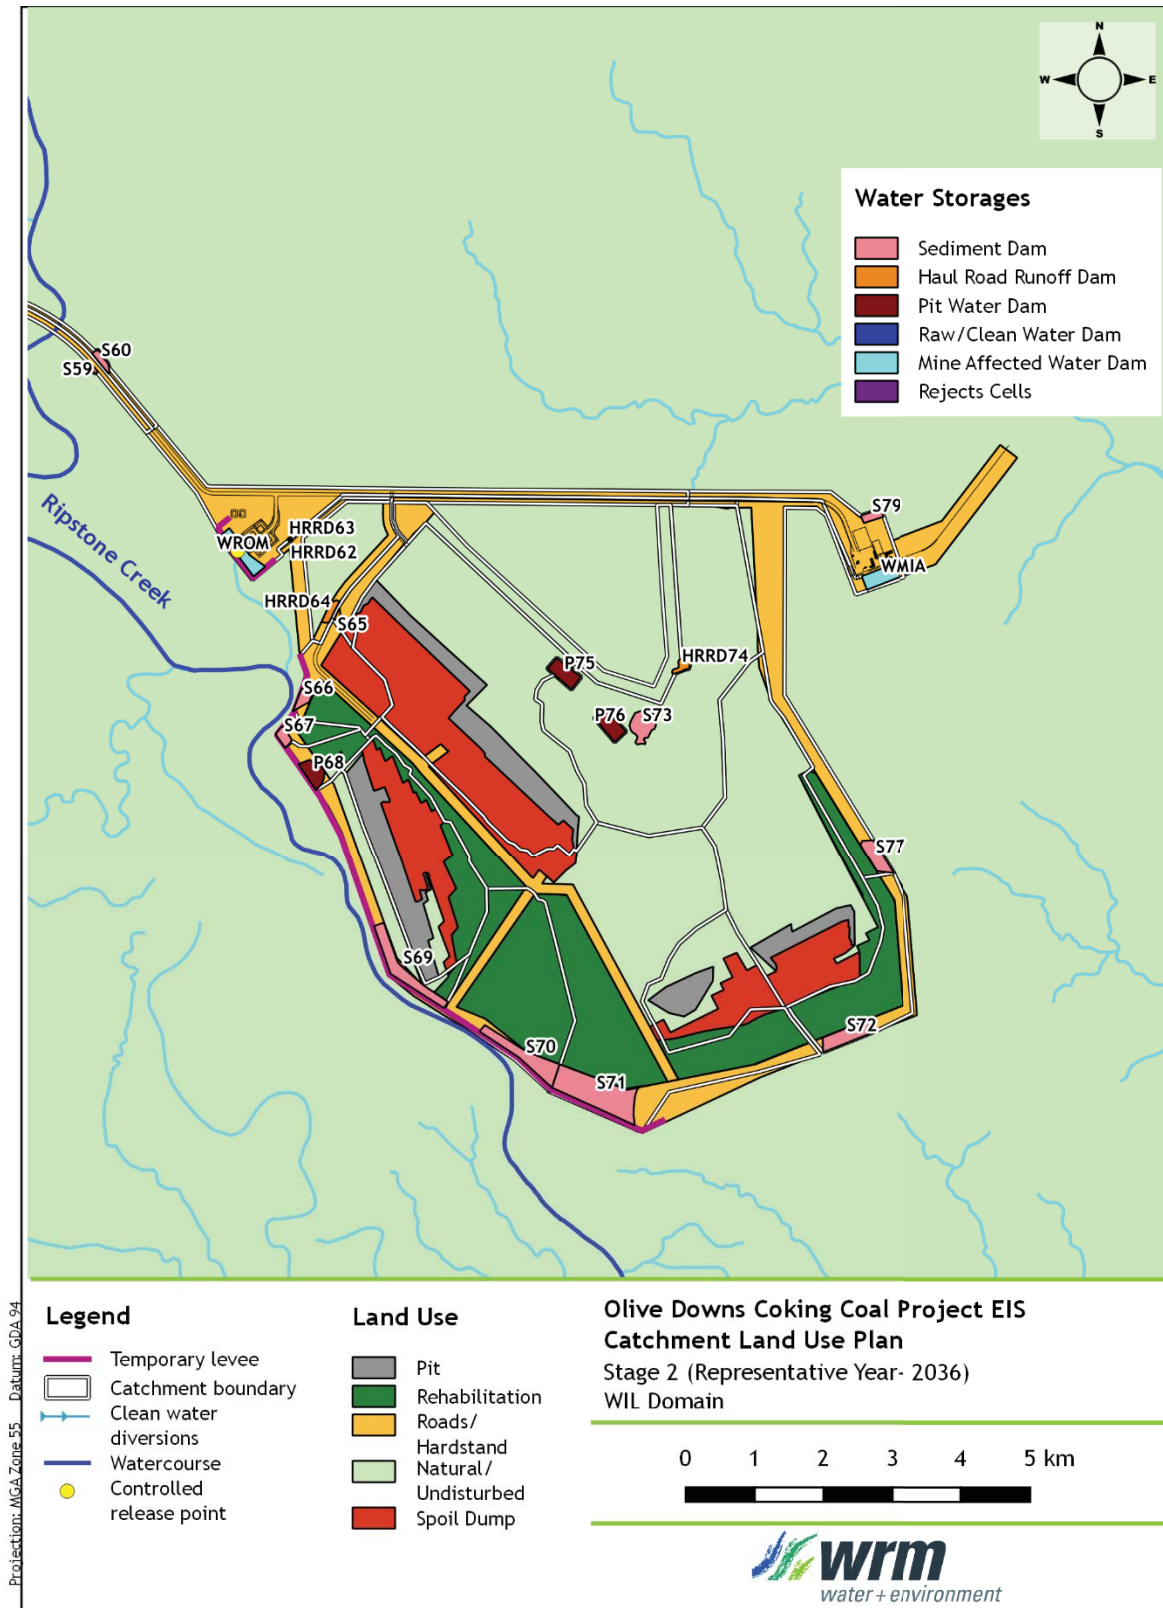 N
W
E
S
Water Storages
Sediment Dam
Haul Road Runoff Dam
Pit Water Dam
Raw/Clean Water Dam
Mine Affected Water Dam
Rejects Cells
S60
S59
S79
HRRD63
WROM
HRRD62
WMIA
Ripstone Creek
HRRD64
S65
P75
HRRD74
S66
P76
S73
S67
P68
S77
S69
S70
S72
S71
Legend
Temporary levee
Catchment boundary
Clean water
diversions
Watercourse
Controlled
release point
Land Use
Pit
Rehabilitation
Roads/
Hardstand
Natural/
Undisturbed
Spoil Dump
Olive Downs Coking Coal Project EIS
Catchment Land Use Plan
Stage 2 (Representative Year- 2036)
WIL Domain
0 1 2 3 4 5 km
wrm
water + environment
Projection: MGA Zone 55 Datum: GDA 94